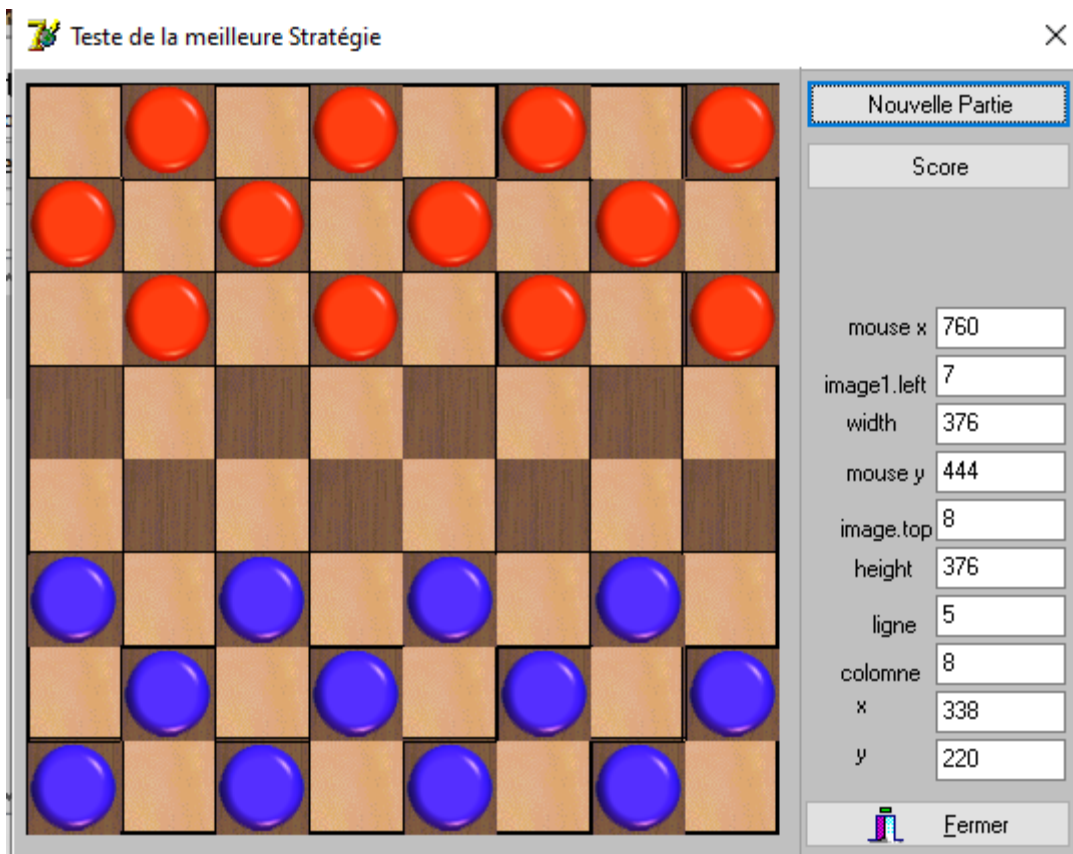 Teste de la meilleure Stratégie
Nouvelle Partie
Score
mouse x 760
image1.left 7
width 376
mouse y 444
image.top 8
height 376
ligne 5
colomne 8
x 338
y 220
Fermer